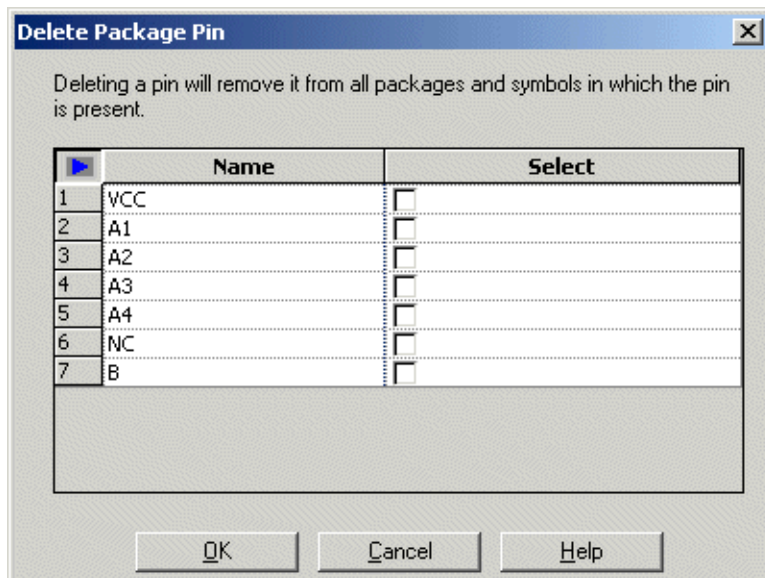 Delete Package Pin
Deleting a pin will remove it from all packages and symbols in which the pin
is present.
Name Select
1 VCC
2 A1
3 A2
4 A3
5 A4
6 NC
7 B
OK Cancel Help